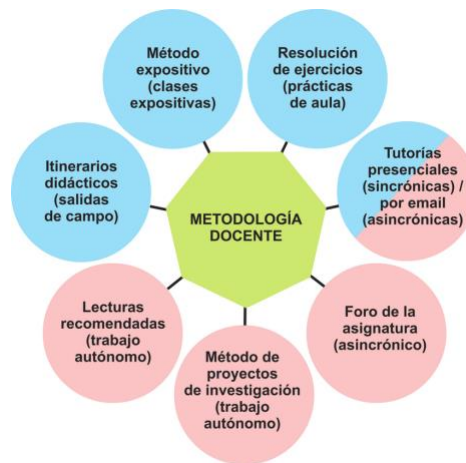 Método
expositivo
(clases
expositivas)
Resolución
de ejercicios
(prácticas
de aula)
Itinerarios
didácticos
(salidas
de campo)
Tutorías
presenciales
(sincrónicas) /
por email
(asincrónicas)
METODOLOGÍA
DOCENTE
Lecturas
recomendadas
(trabajo
autónomo)
Foro de la
asignatura
(asincrónico)
Método de
proyectos
de investigación
(trabajo
autónomo)